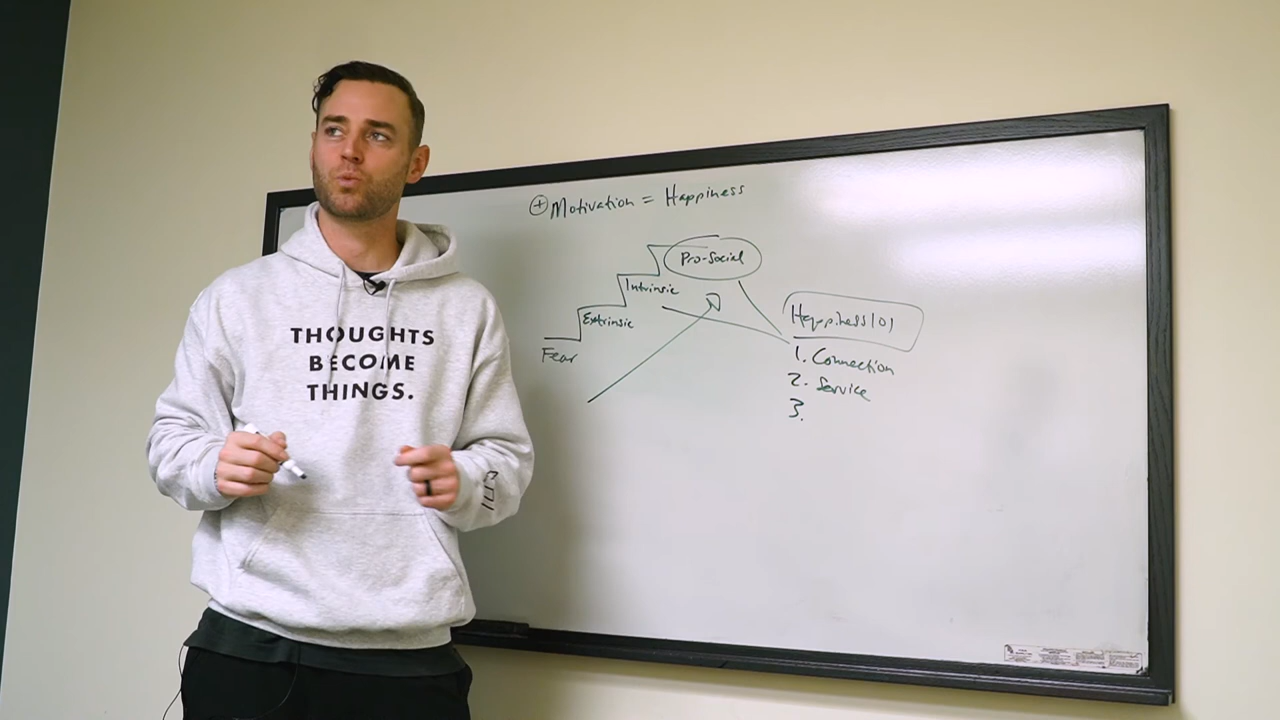 THOUGHTS
BECOME
THINGS.
⊕ Motivation = Happiness
Pro-Social
Intrinsic
Extrinsic
Fear
Happiness 101
1. Connection
2. Service
3.